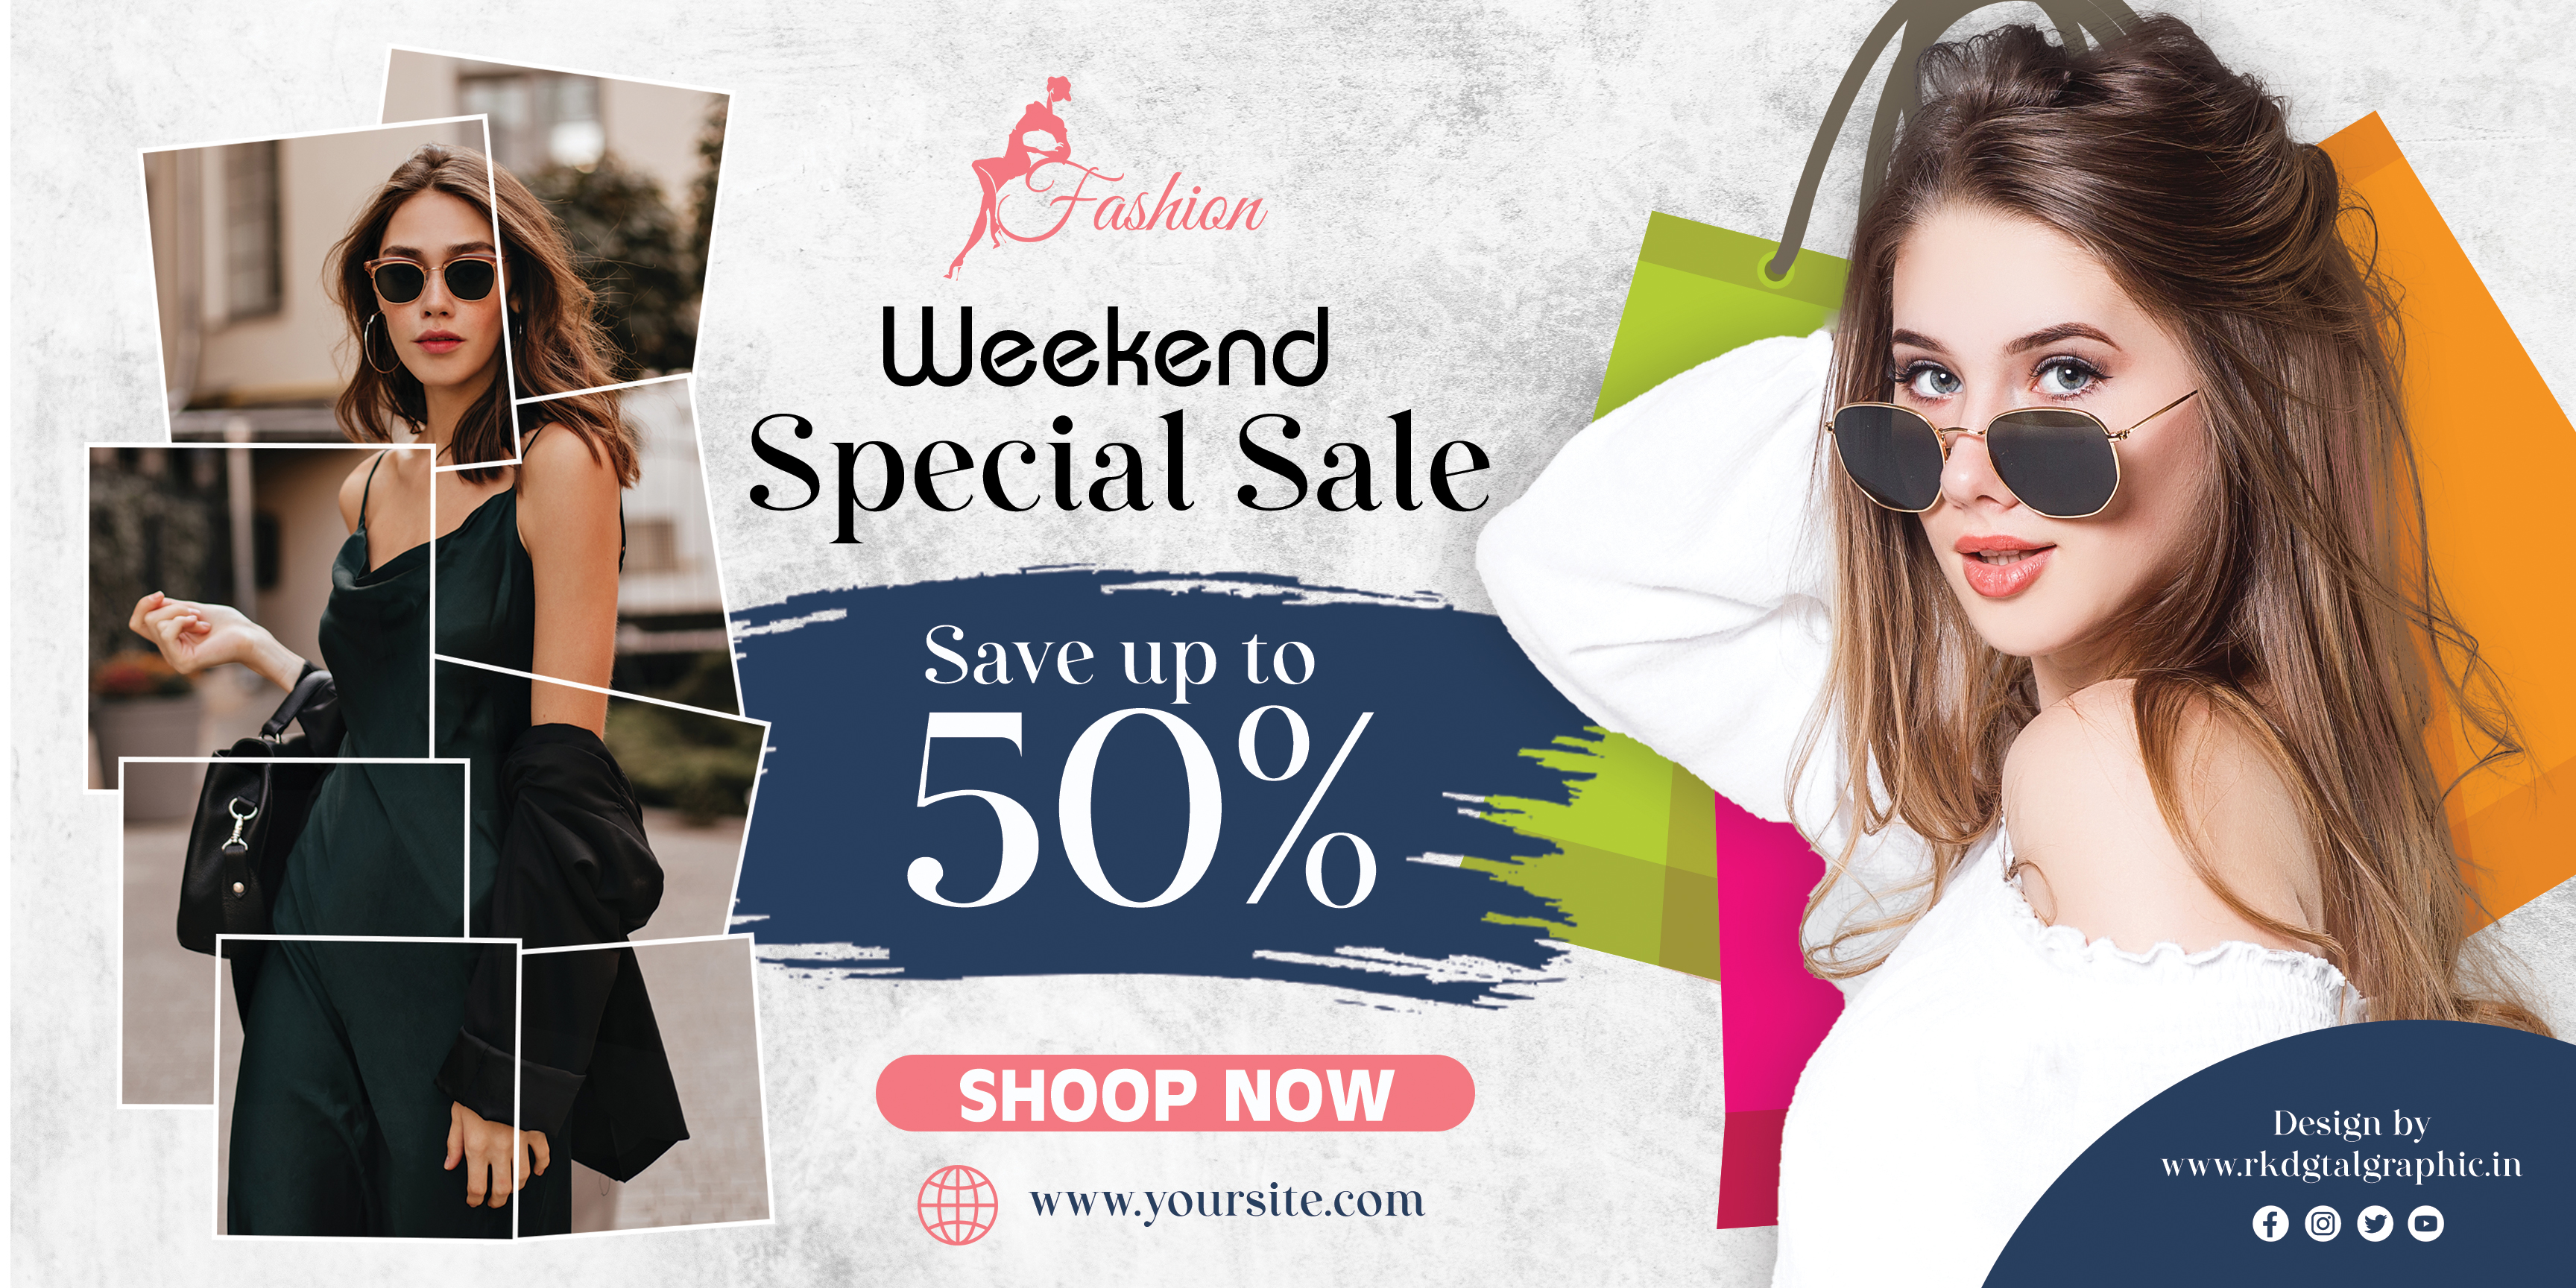 Fashion
Weekend
Special Sale
Save up to
50%
SHOOP NOW
www.yoursite.com
Design by
www.rkdgtalgraphic.in